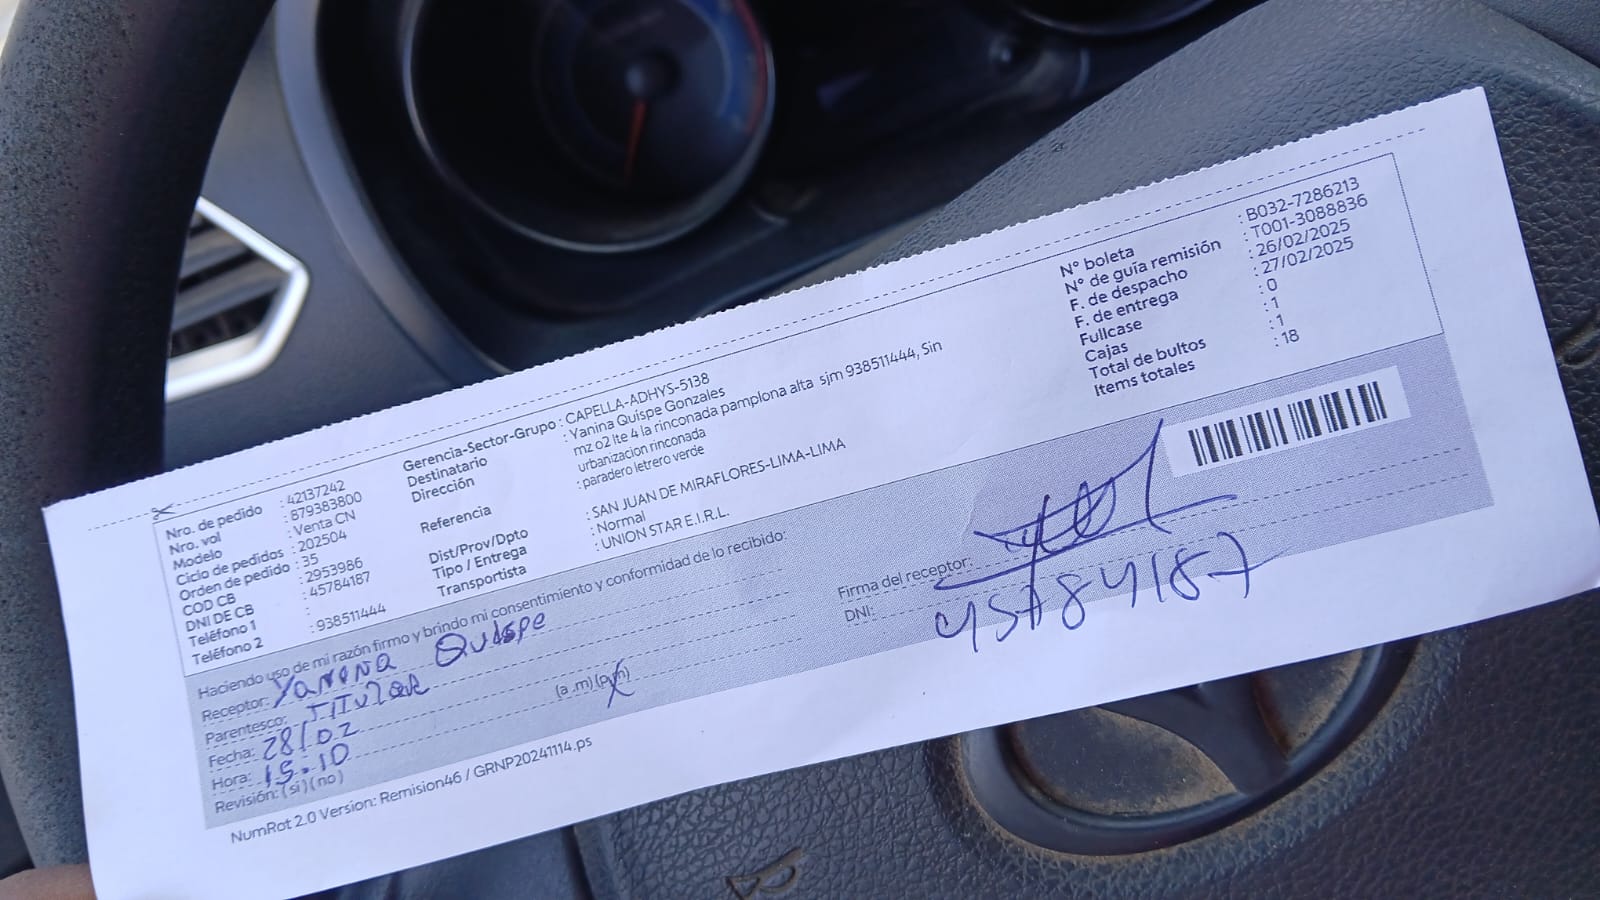 Nro. de pedido : 42137242
Nro. vol : 879383800
Modelo : Venta CN
Ciclo de pedidos : 202504
Orden de pedido : 35
COD CB : 2953986
DNI DE CB : 45784187
Teléfono 1 :
Teléfono 2 : 938511444
Gerencia-Sector-Grupo : CAPELLA-ADHYS-5138
Destinatario : Yanina Quispe Gonzales
Dirección mz o2 lte 4 la rinconada pamplona alta sjm 938511444, Sin
urbanizacion rinconada
Referencia : paradero letrero verde
Dist/Prov/Dpto : SAN JUAN DE MIRAFLORES-LIMA-LIMA
Tipo / Entrega : Normal
Transportista : UNION STAR E.I.R.L.
N° boleta : B032-7286213
N° de guía remisión : T001-3088836
F. de despacho : 26/02/2025
F. de entrega : 27/02/2025
Fullcase : 0
Cajas : 1
Total de bultos : 1
Items totales : 18
Haciendo uso de mi razón firmo y brindo mi consentimiento y conformidad de lo recibido:
Receptor: Yanina Quispe
Parentesco: TITULAR
Fecha: 28/02
Hora: 15:10 (a .m) (p.m)
Revisión: (si) (no)
Firma del receptor:
DNI: 45784187
NumRot 2.0 Version: Remision46 / GRNP20241114.ps